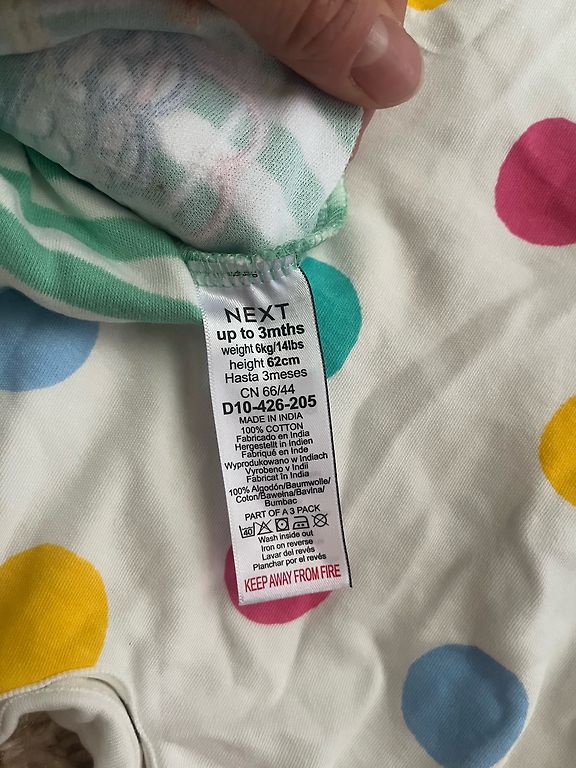 NEXT
up to 3mths
weight 6kg/14lbs
height 62cm
Hasta 3meses
CN 66/44
D10-426-205
MADE IN INDIA
100% COTTON
Fabricado en India
Hergestellt in Indien
Fabriqué en Inde
Wyprodukowano w Indiach
Vyrobeno v Indii
Fabricat în India
100% Algodón/Baumwolle/
Coton/Bawełna/Bavlna/
Bumbac
PART OF A 3 PACK
40
Wash inside out
Iron on reverse
Lavar del revés
Planchar por el revés
KEEP AWAY FROM FIRE